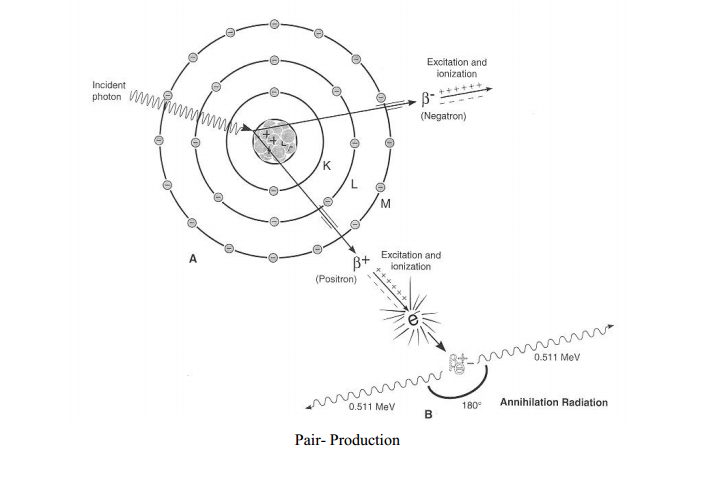 Incident
photon
Excitation and
ionization
β-
++++++
------
(Negatron)
K
L
M
A
β+
(Positron)
Excitation and
ionization
e
0.511 MeV
0.511 MeV
B
180°
Annihilation Radiation
Pair- Production